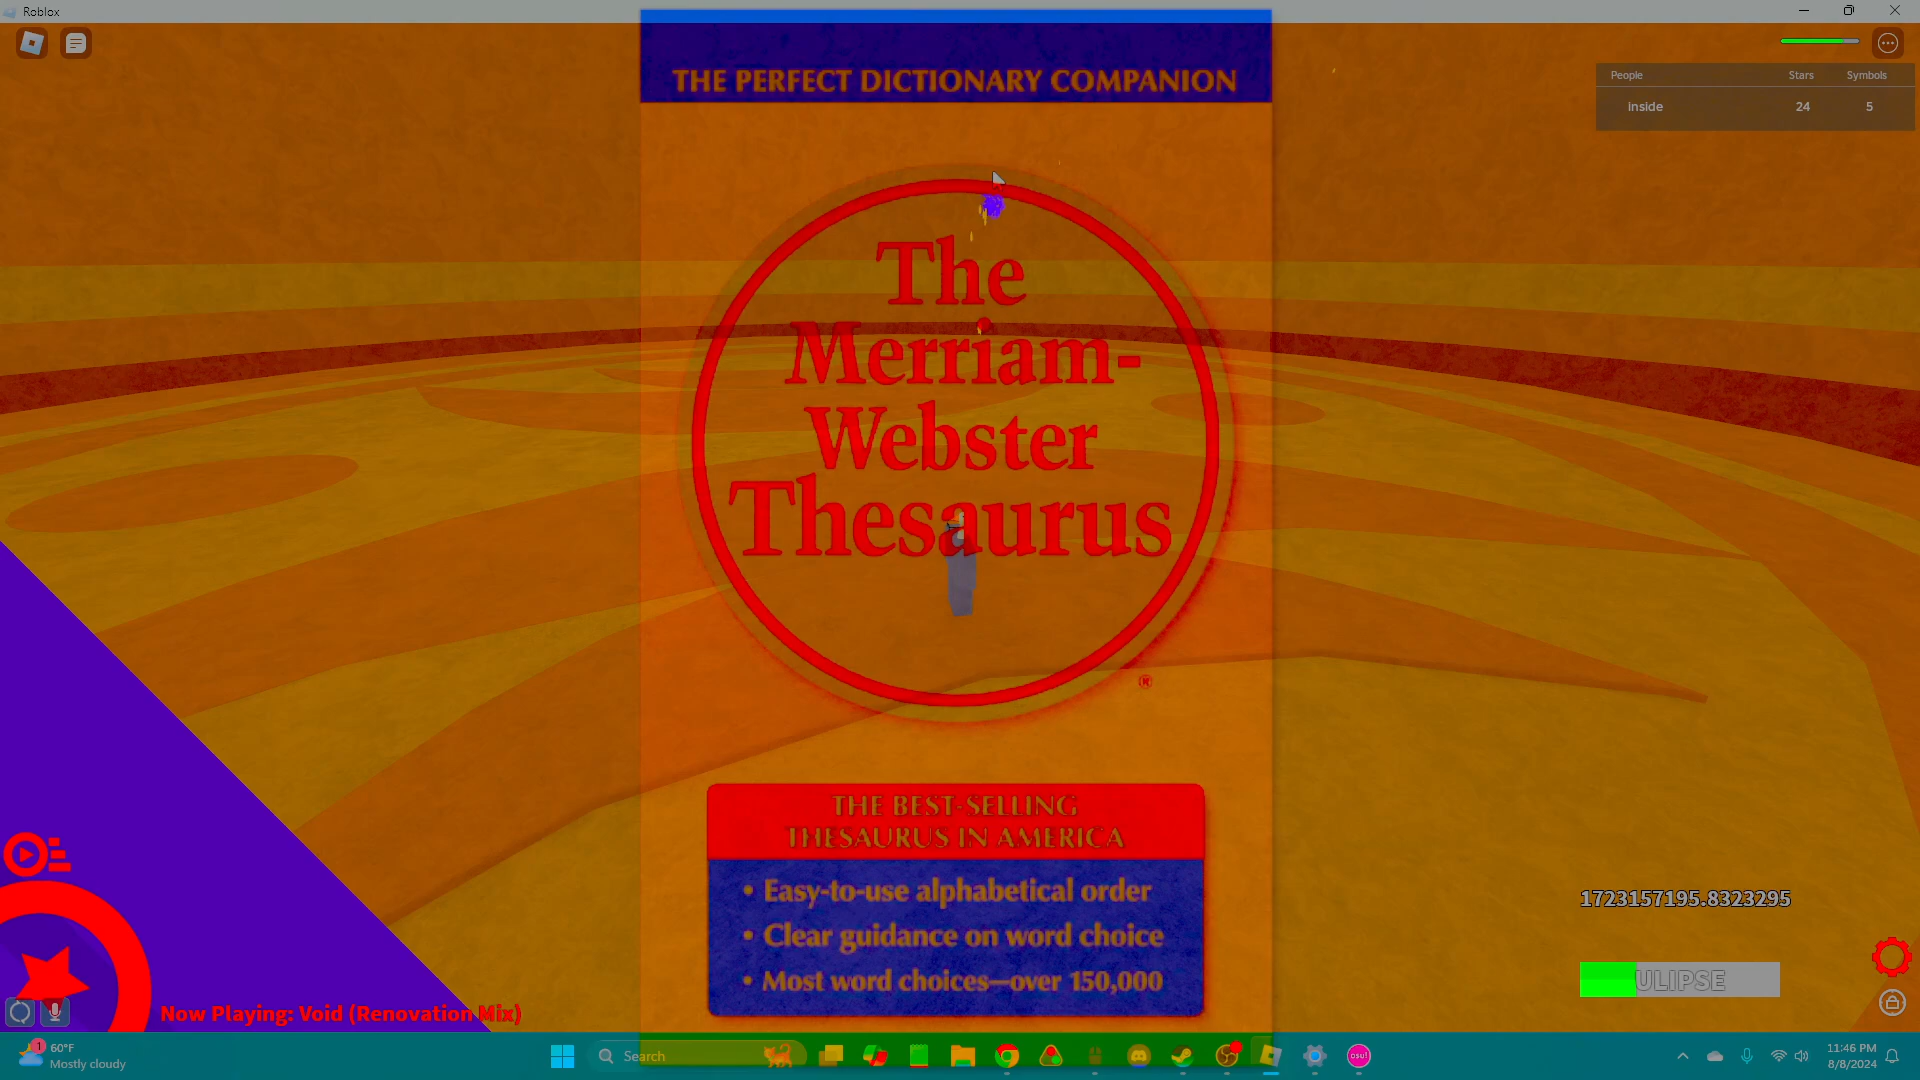 Roblox
THE PERFECT DICTIONARY COMPANION
People Stars Symbols
inside 24 5
The
Merriam-
Webster
Thesaurus
®
THE BEST-SELLING
THESAURUS IN AMERICA
• Easy-to-use alphabetical order
• Clear guidance on word choice
• Most word choices—over 150,000
1723157195.8323295
ULIPSE
Now Playing: Void (Renovation Mix)
1
60°F
Mostly cloudy
Search
osu!
11:46 PM
8/8/2024